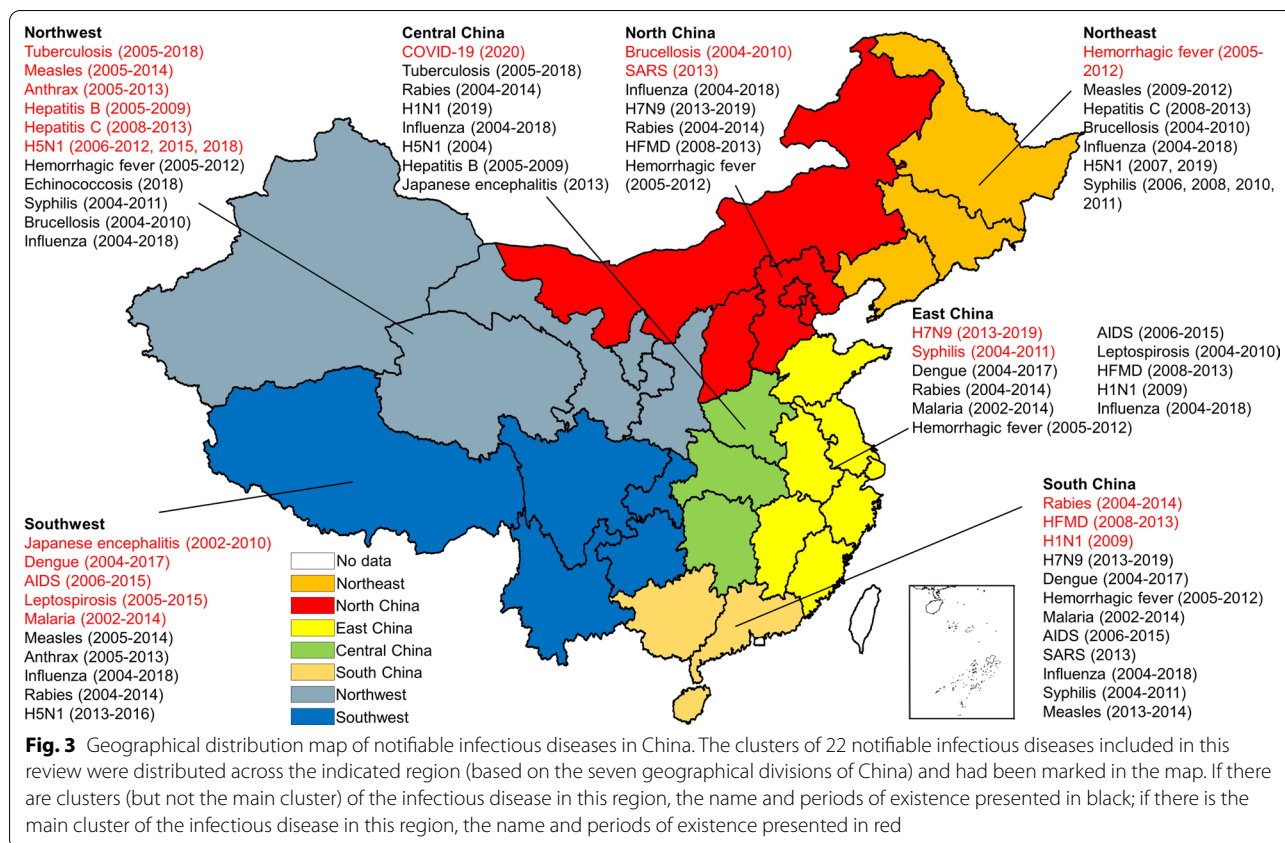 Northwest
Tuberculosis (2005-2018)
Measles (2005-2014)
Anthrax (2005-2013)
Hepatitis B (2005-2009)
Hepatitis C (2008-2013)
H5N1 (2006-2012, 2015, 2018)
Hemorrhagic fever (2005-2012)
Echinococcosis (2018)
Syphilis (2004-2011)
Brucellosis (2004-2010)
Influenza (2004-2018)
Central China
COVID-19 (2020)
Tuberculosis (2005-2018)
Rabies (2004-2014)
H1N1 (2019)
Influenza (2004-2018)
H5N1 (2004)
Hepatitis B (2005-2009)
Japanese encephalitis (2013)
North China
Brucellosis (2004-2010)
SARS (2013)
Influenza (2004-2018)
H7N9 (2013-2019)
Rabies (2004-2014)
HFMD (2008-2013)
Hemorrhagic fever
(2005-2012)
Northeast
Hemorrhagic fever (2005-
2012)
Measles (2009-2012)
Hepatitis C (2008-2013)
Brucellosis (2004-2010)
Influenza (2004-2018)
H5N1 (2007, 2019)
Syphilis (2006, 2008, 2010,
2011)
East China
H7N9 (2013-2019)
Syphilis (2004-2011)
Dengue (2004-2017)
Rabies (2004-2014)
Malaria (2002-2014)
Hemorrhagic fever (2005-2012)
AIDS (2006-2015)
Leptospirosis (2004-2010)
HFMD (2008-2013)
H1N1 (2009)
Influenza (2004-2018)
Southwest
Japanese encephalitis (2002-2010)
Dengue (2004-2017)
AIDS (2006-2015)
Leptospirosis (2005-2015)
Malaria (2002-2014)
Measles (2005-2014)
Anthrax (2005-2013)
Influenza (2004-2018)
Rabies (2004-2014)
H5N1 (2013-2016)
No data
Northeast
North China
East China
Central China
South China
Northwest
Southwest
South China
Rabies (2004-2014)
HFMD (2008-2013)
H1N1 (2009)
H7N9 (2013-2019)
Dengue (2004-2017)
Hemorrhagic fever (2005-2012)
Malaria (2002-2014)
AIDS (2006-2015)
SARS (2013)
Influenza (2004-2018)
Syphilis (2004-2011)
Measles (2013-2014)
Fig. 3 Geographical distribution map of notifiable infectious diseases in China. The clusters of 22 notifiable infectious diseases included in this
review were distributed across the indicated region (based on the seven geographical divisions of China) and had been marked in the map. If there
are clusters (but not the main cluster) of the infectious disease in this region, the name and periods of existence presented in black; if there is the
main cluster of the infectious disease in this region, the name and periods of existence presented in red